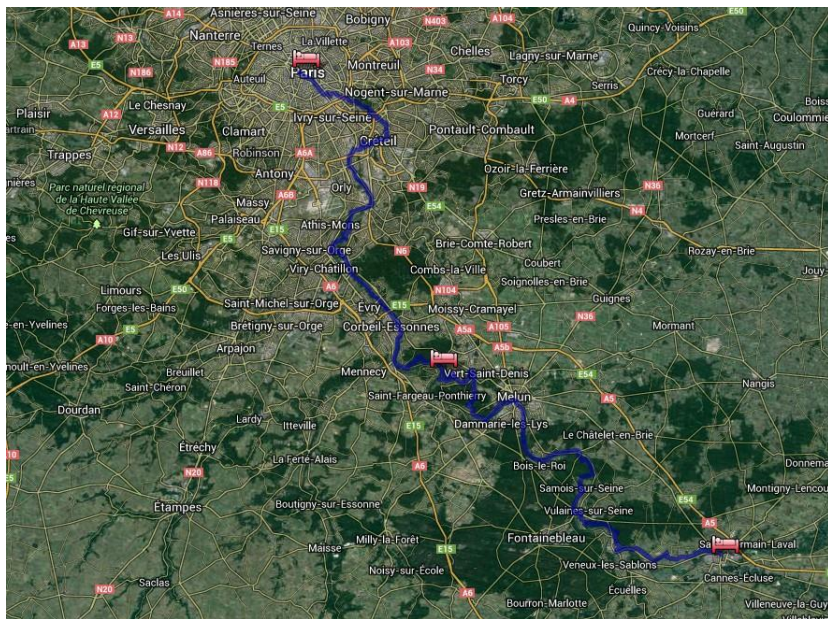 A14
Asnières-sur-Seine
Bobigny
N403
A104
Quincy-Voisins
E50
A13
N13
Nanterre
Ternes
La Villette
A103
Chelles
Lagny-sur-Marne
E5
N186
N185
Auteuil
Paris
Montreuil
N34
Torcy
Serris
Crécy la Chapelle
Nogent-sur-Marne
E50
A4
Plaisir
A12
Le Chesnay
E5
Ivry-sur-Seine
Guérard
Versailles
Clamart
Créteil
Pontault-Combault
Mortcerf
Trappes
N12
A86
Robinson
A6A
Saint-Augustin
N118
Antony
Orly
N19
Ozoir-la-Ferrière
N36
Parc naturel regional
de la Haute Vallée
de Chevreuse
Massy
A6B
E54
Gretz-Armainvilliers
N4
Palaiseau
Athis-Mons
Presles-en-Brie
Gif-sur-Yvette
E5
E15
Les Ulis
Savigny-sur-Orge
N6
Brie-Comte-Robert
Rozay-en-Brie
Viry-Châtillon
Combs-la-Ville
Coubert
Limours
E50
A6
N104
Soignolles-en-Brie
Forges-les-Bains
Saint-Michel-sur-Orge
Evry
E15
Moissy-Cramayel
Guignes
E5
Brétigny-sur-Orge
Corbeil-Essonnes
A5a
A105
N36
Mormant
A10
Arpajon
A5b
Breuillet
Mennecy
Vert-Saint-Denis
E54
Saint-Chéron
Saint-Fargeau-Ponthierry
Melun
A5
Nangis
Dourdan
Lardy
Itteville
E15
Dammarie-les-Lys
Étréchy
Le Châtelet-en-Brie
N20
La Ferté-Alais
A6
Bois-le-Roi
E5
Samois-sur-Seine
E54
Étampes
Boutigny-sur-Essonne
Vulaines-sur-Seine
A5
Milly-la-Forêt
E15
Fontainebleau
Maisse
Noisy-sur-École
Veneux-les-Sablons
Cannes-Écluse
Saclas
Écuelles
N20
A6
Bourron-Marlotte